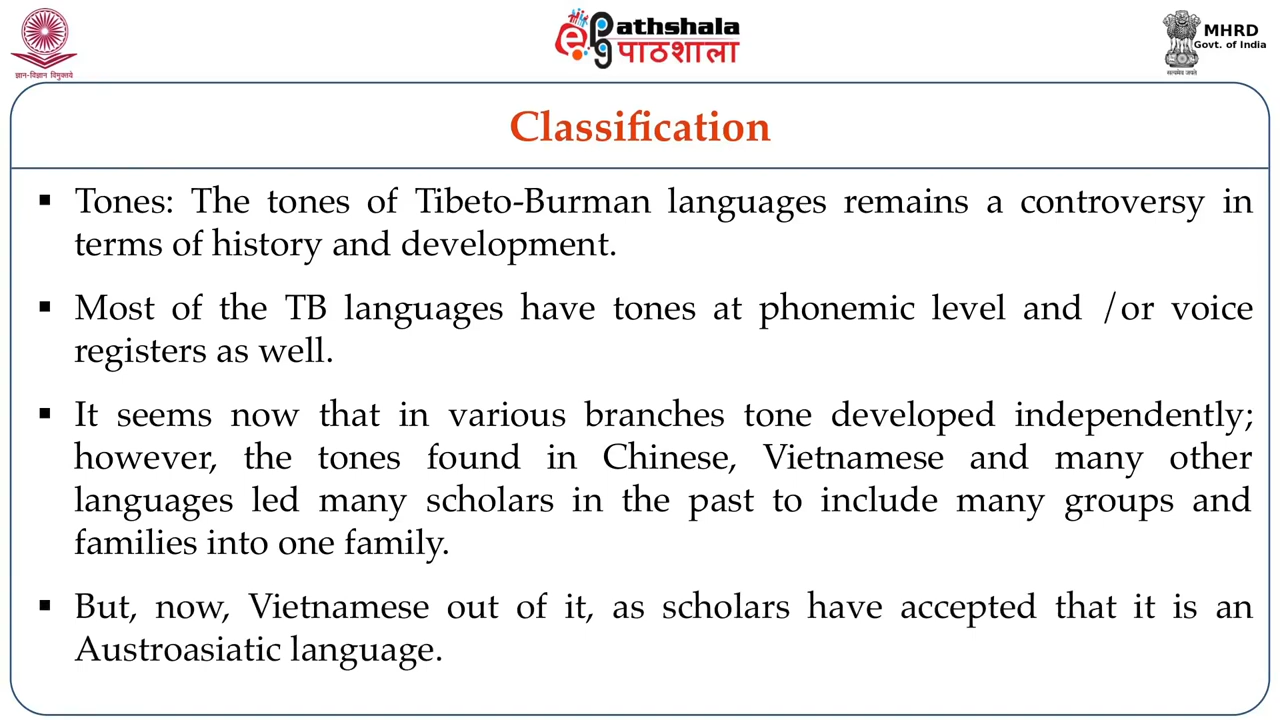 ज्ञान-विज्ञान विमुक्तये
ePathshala
पाठशाला
MHRD
Govt. of India
सत्यमेव जयते
Classification
▪ Tones: The tones of Tibeto-Burman languages remains a controversy in
terms of history and development.
▪ Most of the TB languages have tones at phonemic level and /or voice
registers as well.
▪ It seems now that in various branches tone developed independently;
however, the tones found in Chinese, Vietnamese and many other
languages led many scholars in the past to include many groups and
families into one family.
▪ But, now, Vietnamese out of it, as scholars have accepted that it is an
Austroasiatic language.